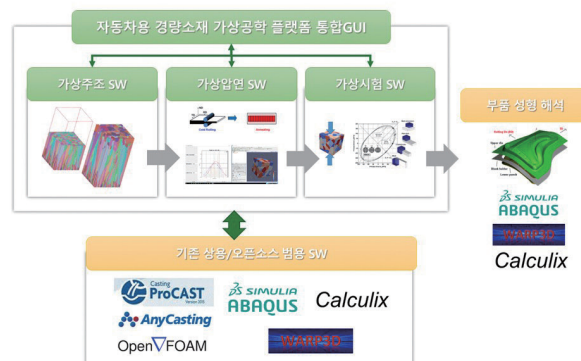 자동차용 경량소재 가상공학 플랫폼 통합GUI
가상주조 SW
가상압연 SW
가상시험 SW
부품 성형 해석
SIMULIA
ABAQUS
WARP3D
Calculix
기존 상용/오픈소스 범용 SW
Casting
ProCAST
AnyCasting
Open∇FOAM
SIMULIA
ABAQUS
Calculix
WARP3D